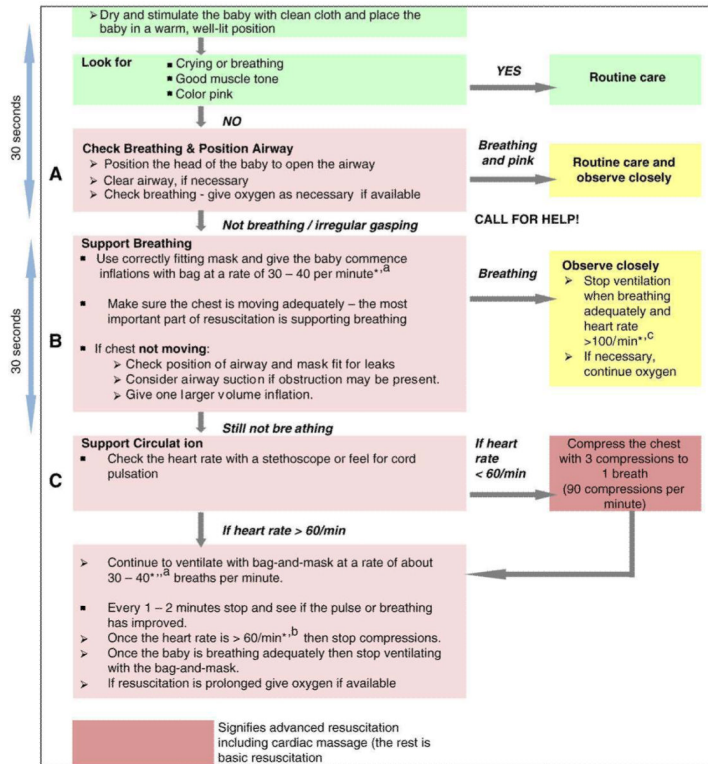 ➢ Dry and stimulate the baby with clean cloth and place the
baby in a warm, well-lit position
Look for
▪ Crying or breathing
▪ Good muscle tone
▪ Color pink
YES
Routine care
30 seconds
NO
A
Check Breathing & Position Airway
➢ Position the head of the baby to open the airway
➢ Clear airway, if necessary
➢ Check breathing - give oxygen as necessary if available
Breathing
and pink
Routine care and
observe closely
Not breathing / irregular gasping
CALL FOR HELP!
30 seconds
B
Support Breathing
▪ Use correctly fitting mask and give the baby commence
inflations with bag at a rate of 30 – 40 per minute*,a
▪ Make sure the chest is moving adequately – the most
important part of resuscitation is supporting breathing
▪ If chest not moving:
➢ Check position of airway and mask fit for leaks
➢ Consider airway suction if obstruction may be present.
➢ Give one larger volume inflation.
Breathing
Observe closely
➢ Stop ventilation
when breathing
adequately and
heart rate
>100/min*,c
➢ If necessary,
continue oxygen
Still not bre athing
C
Support Circulat ion
▪ Check the heart rate with a stethoscope or feel for cord
pulsation
If heart
rate
< 60/min
Compress the chest
with 3 compressions to
1 breath
(90 compressions per
minute)
If heart rate > 60/min
➢ Continue to ventilate with bag-and-mask at a rate of about
30 – 40*,,a breaths per minute.
▪ Every 1 – 2 minutes stop and see if the pulse or breathing
has improved.
➢ Once the heart rate is > 60/min*,b then stop compressions.
➢ Once the baby is breathing adequately then stop ventilating
with the bag-and-mask.
➢ If resuscitation is prolonged give oxygen if available
Signifies advanced resuscitation
including cardiac massage (the rest is
basic resuscitation